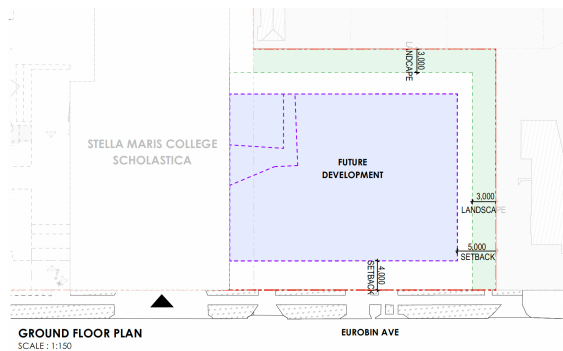 3,000
LANDCAPE
STELLA MARIS COLLEGE
SCHOLASTICA
FUTURE
DEVELOPMENT
3,000
LANDSCAPE
5,000
SETBACK
4,000
SETBACK
GROUND FLOOR PLAN
SCALE : 1:150
EUROBIN AVE